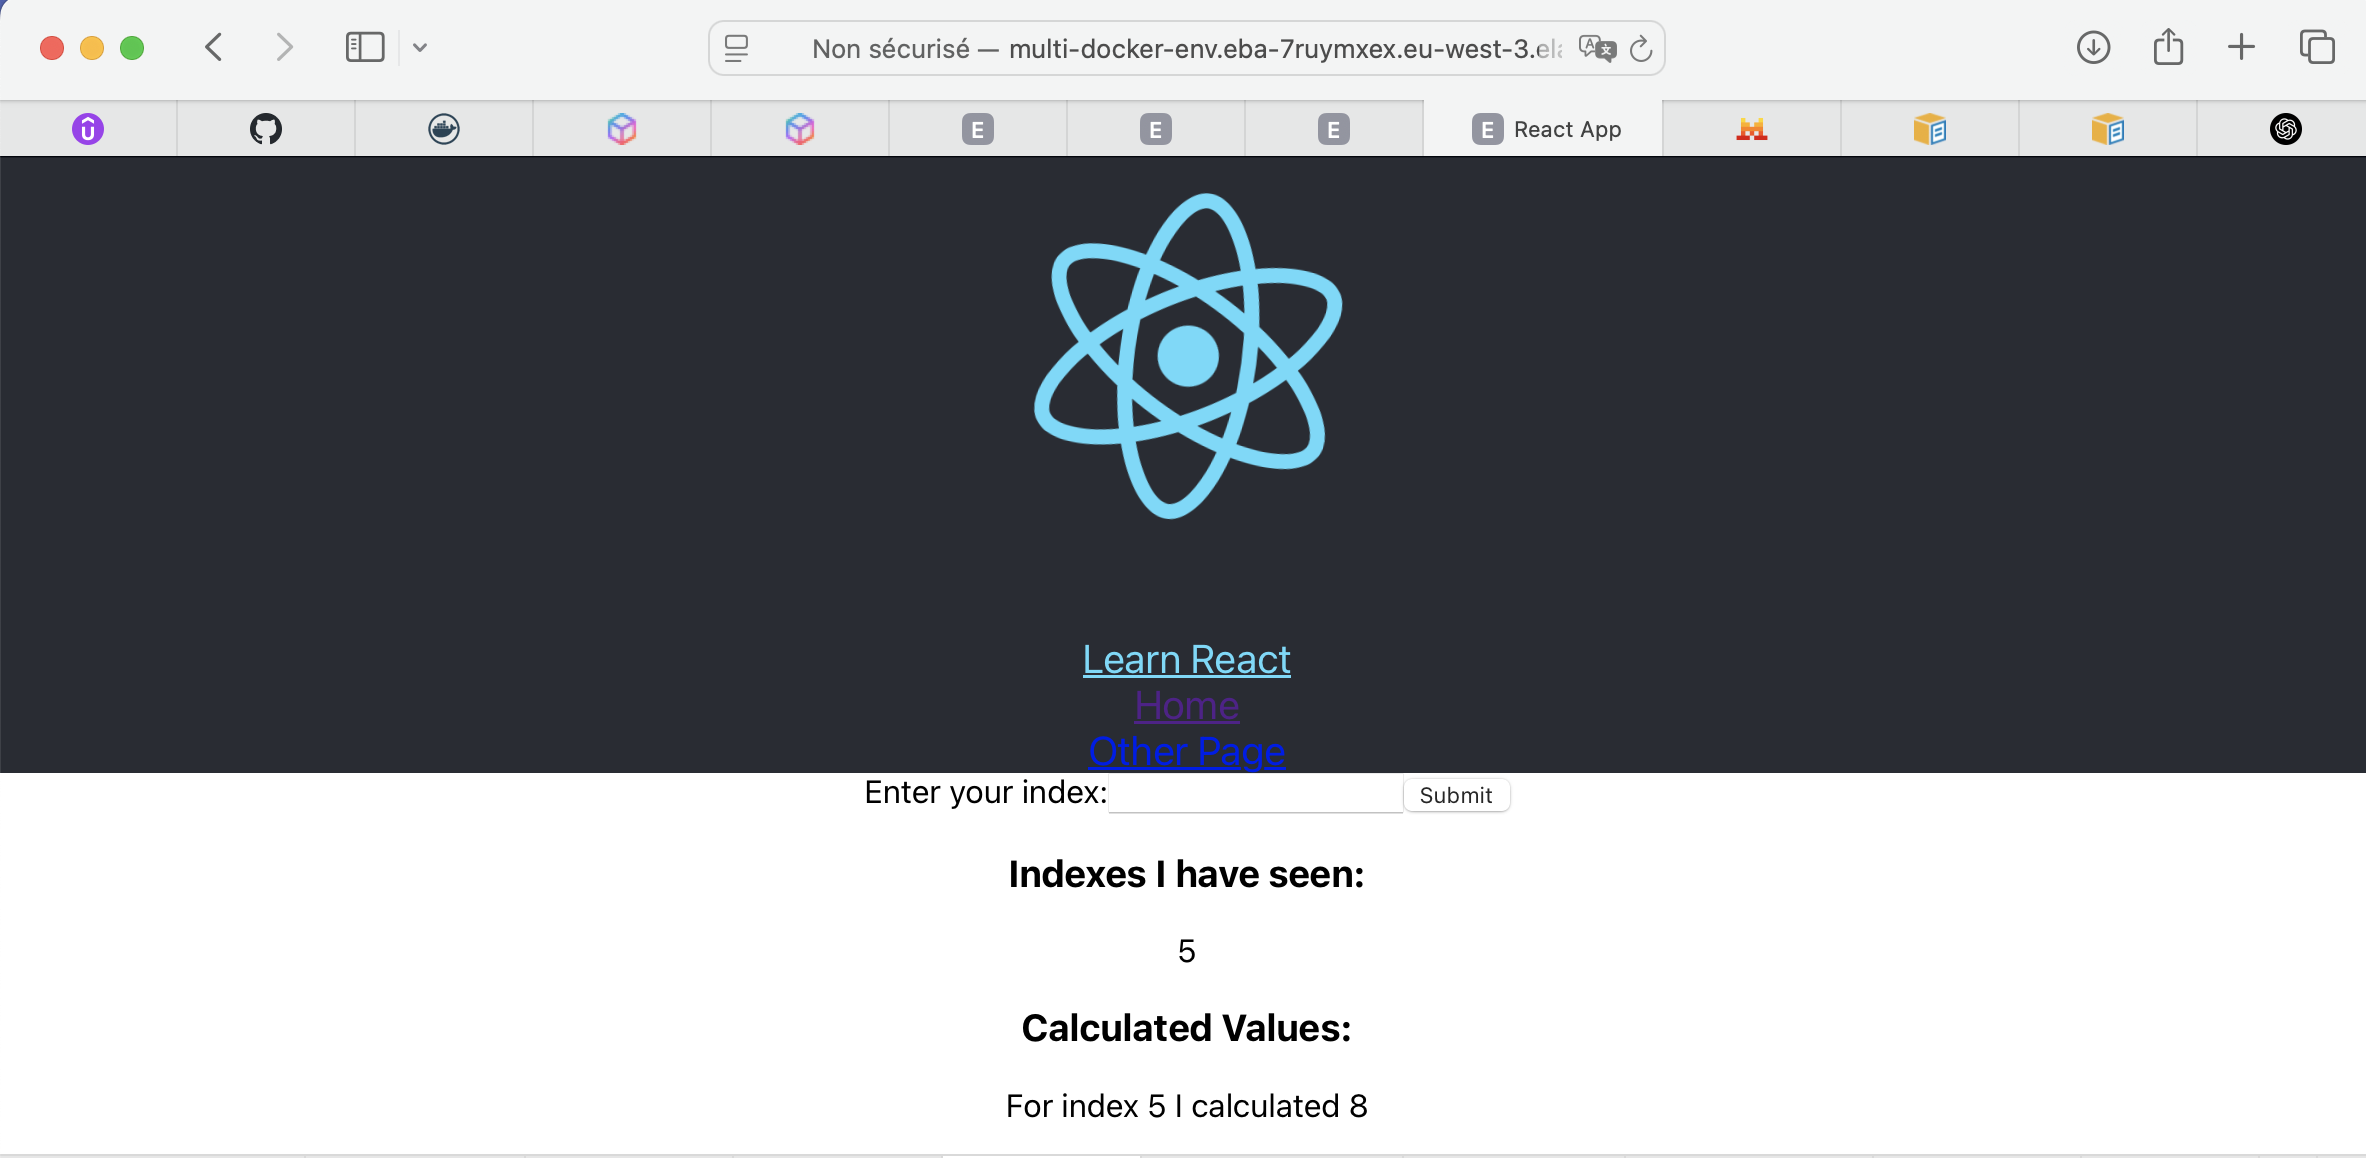 Non sécurisé — multi-docker-env.eba-7ruymxex.eu-west-3.ela
E
E
E
E React App
Learn React
Home
Other Page
Enter your index: Submit
Indexes I have seen:
5
Calculated Values:
For index 5 I calculated 8